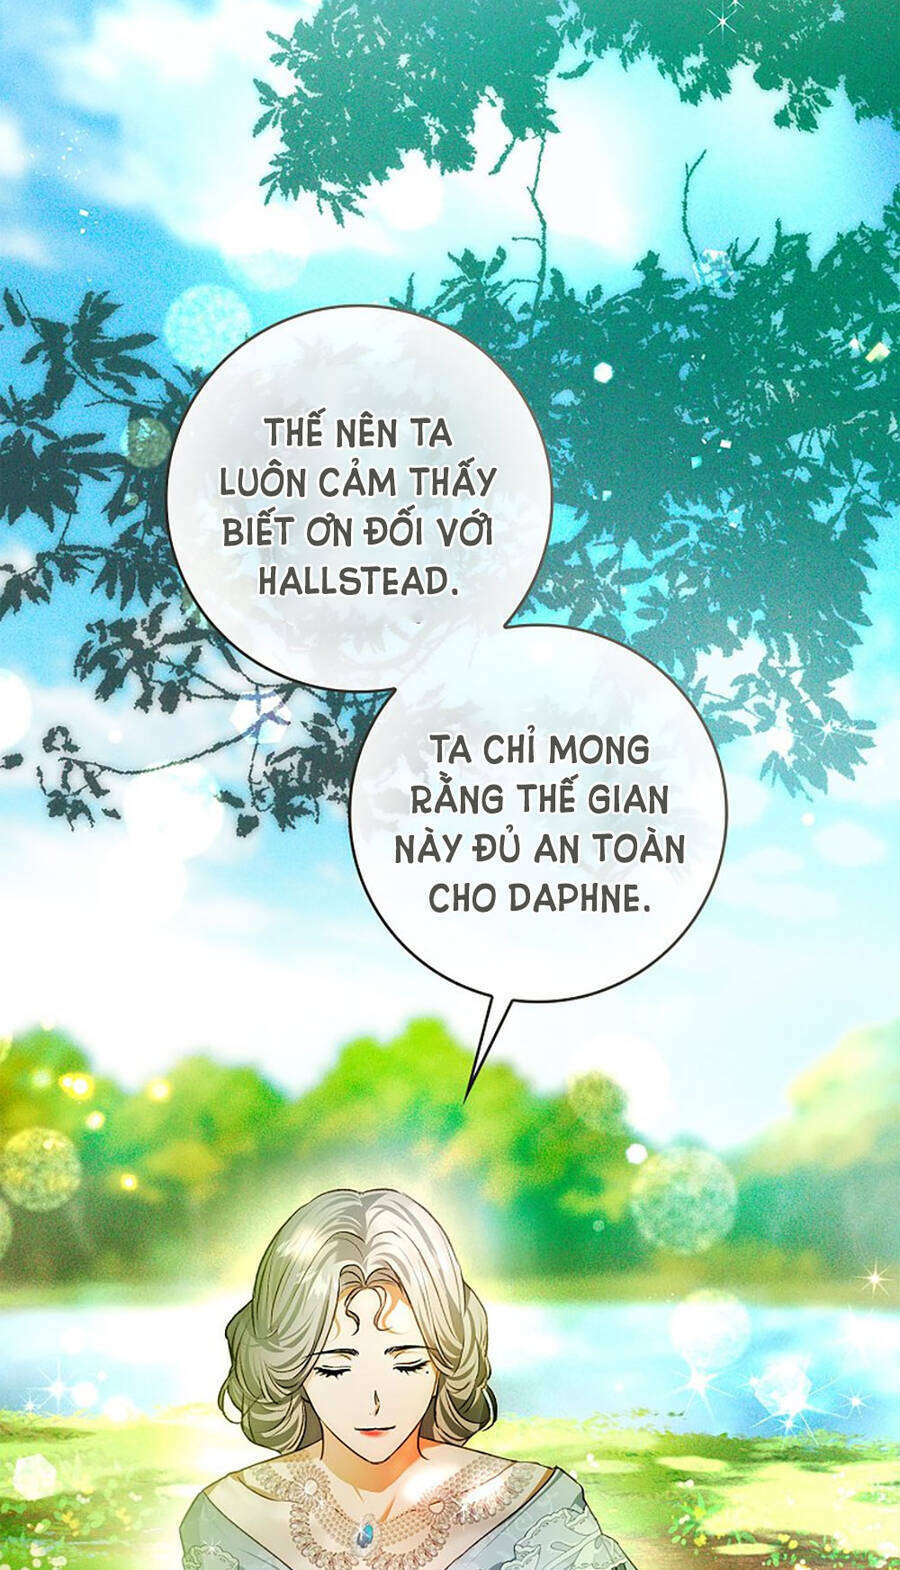 THẾ NÊN TA
LUÔN CẢM THẤY
BIẾT ƠN ĐỐI VỚI
HALLSTEAD.
TA CHỈ MONG
RẰNG THẾ GIAN
NÀY ĐỦ AN TOÀN
CHO DAPHNE.